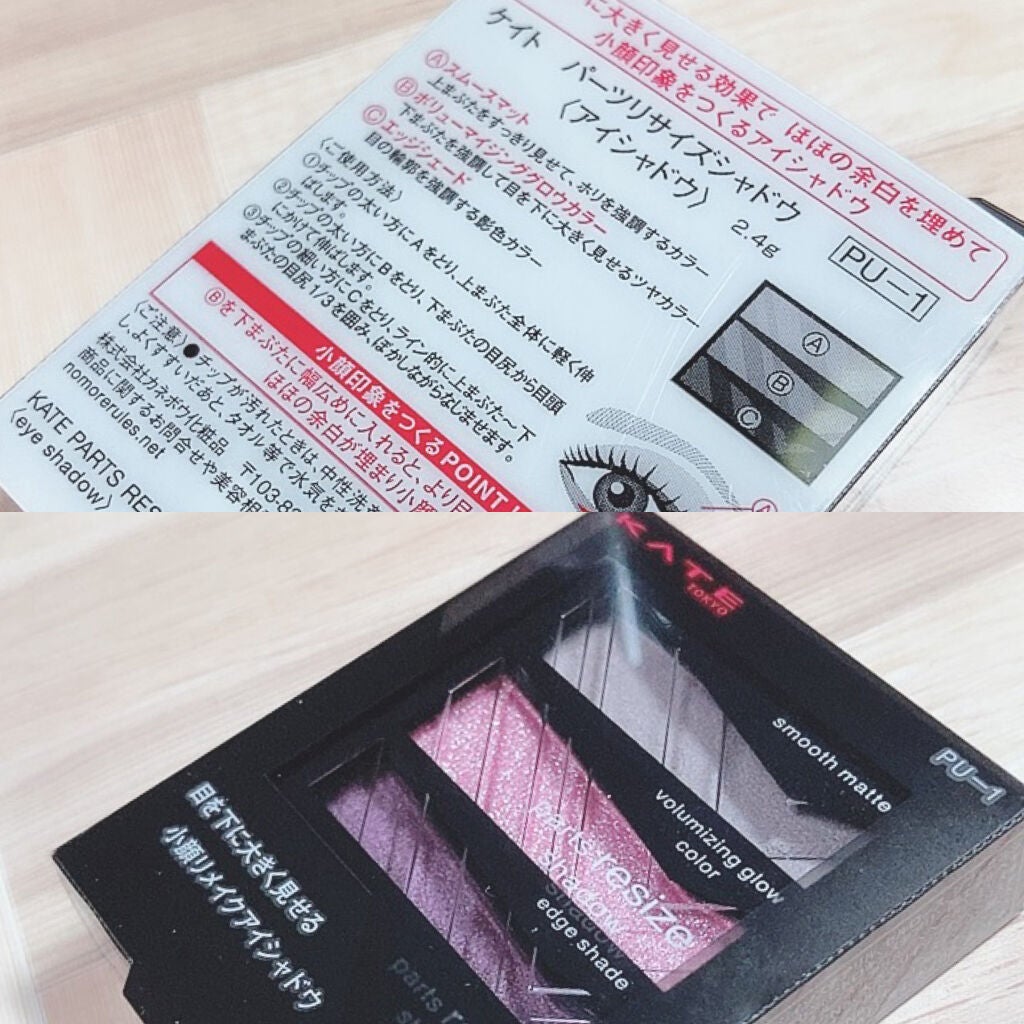 に大きく見せる効果で ほほの余白を埋めて
小顔印象をつくるアイシャドウ
ケイト パーツリサイズシャドウ
〈アイシャドウ〉 2.4g
PU−1
Ⓐスムースマット
上まぶたをすっきり見せて、ホリを強調するカラー
Ⓑボリューマイジンググロウカラー
下まぶたを強調して目を下に大きく見せるツヤカラー
Ⓒエッジシェード
目の輪郭を強調する影色カラー
A
B
C
〈ご使用方法〉
①チップの太い方にAをとり、上まぶた全体に軽く伸
ばします。
②チップの太い方にBをとり、下まぶたの目尻から目頭
にかけて伸ばします。
③チップの細い方にCをとり、ライン的に上まぶた〜下
まぶたの目尻1/3を囲み、ぼかしながらなじませます。
小顔印象をつくるPOINT
Ⓑを下まぶたに幅広めに入れると、より目
ほほの余白が埋まり小顔
A
〈ご注意〉●チップが汚れたときは、中性洗
し、よくすすいだあと、タオル等で水気を
株式会社カネボウ化粧品 〒103-8
商品に関するお問合せや美容相
nomorerules.net
KATE PARTS RES
〈eye shadow〉
KATE
TOKYO
PU−1
smooth matte
volumizing glow
color
parts resize
shadow
edge shade
目を下に大きく見せる
小顔リメイクアイシャドウ
parts r